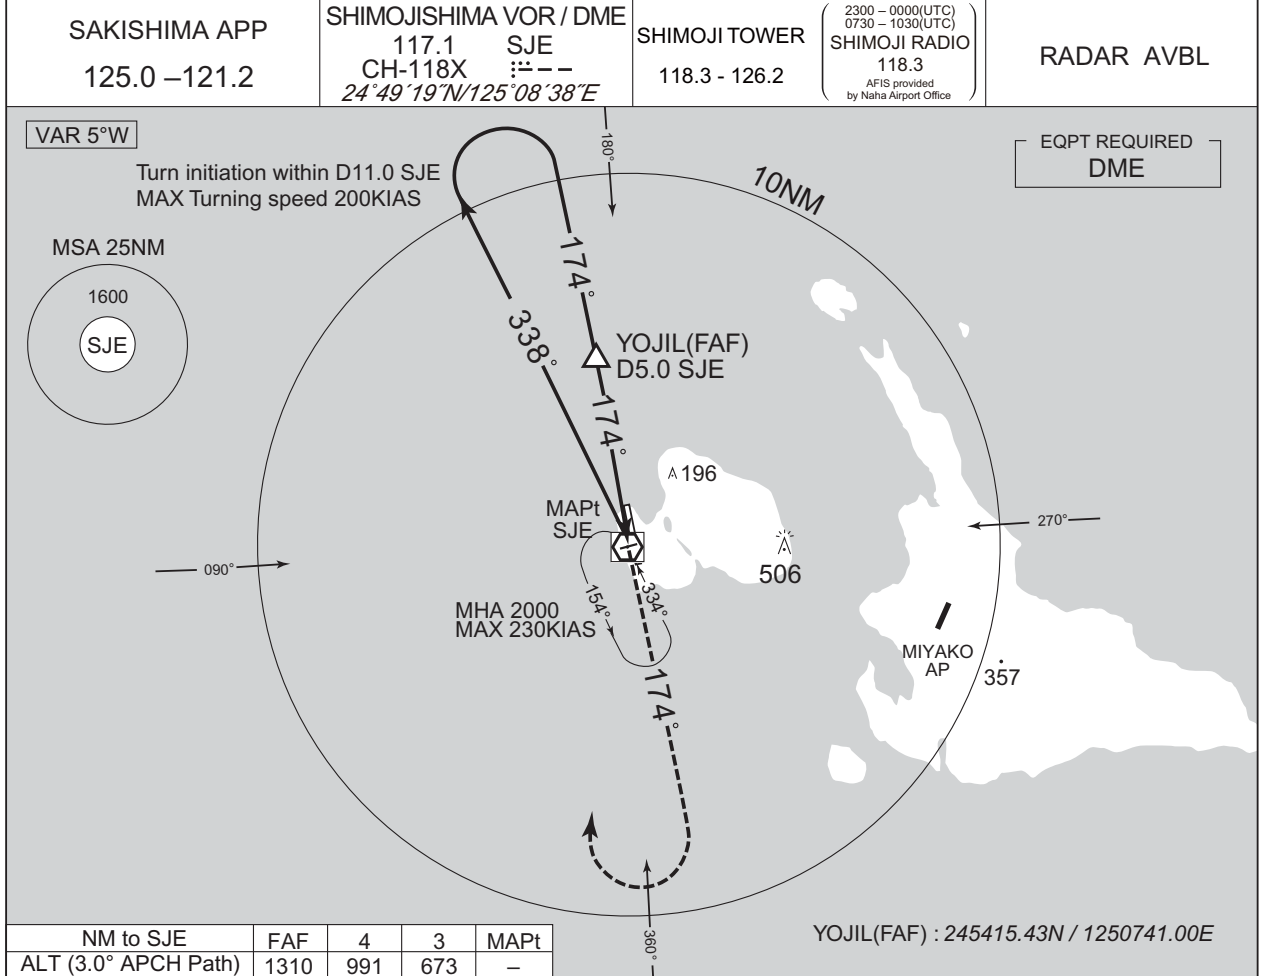 SAKISHIMA APP
125.0 –121.2
SHIMOJISHIMA VOR / DME
117.1 SJE
CH-118X
24°49´19˝N/125°08´38˝E
SHIMOJI TOWER
118.3 - 126.2
2300 – 0000(UTC)
0730 – 1030(UTC)
SHIMOJI RADIO
118.3
AFIS provided
by Naha Airport Office
RADAR AVBL
VAR 5°W
Turn initiation within D11.0 SJE
MAX Turning speed 200KIAS
180°
10NM
EQPT REQUIRED
DME
MSA 25NM
1600
SJE
174°
338°
YOJIL(FAF)
D5.0 SJE
174°
196
MAPt
SJE
270°
090°
506
154°
334°
MHA 2000
MAX 230KIAS
MIYAKO
AP
357
174°
360°
YOJIL(FAF) : 245415.43N / 1250741.00E
NM to SJE FAF 4 3 MAPt
ALT (3.0° APCH Path) 1310 991 673 –